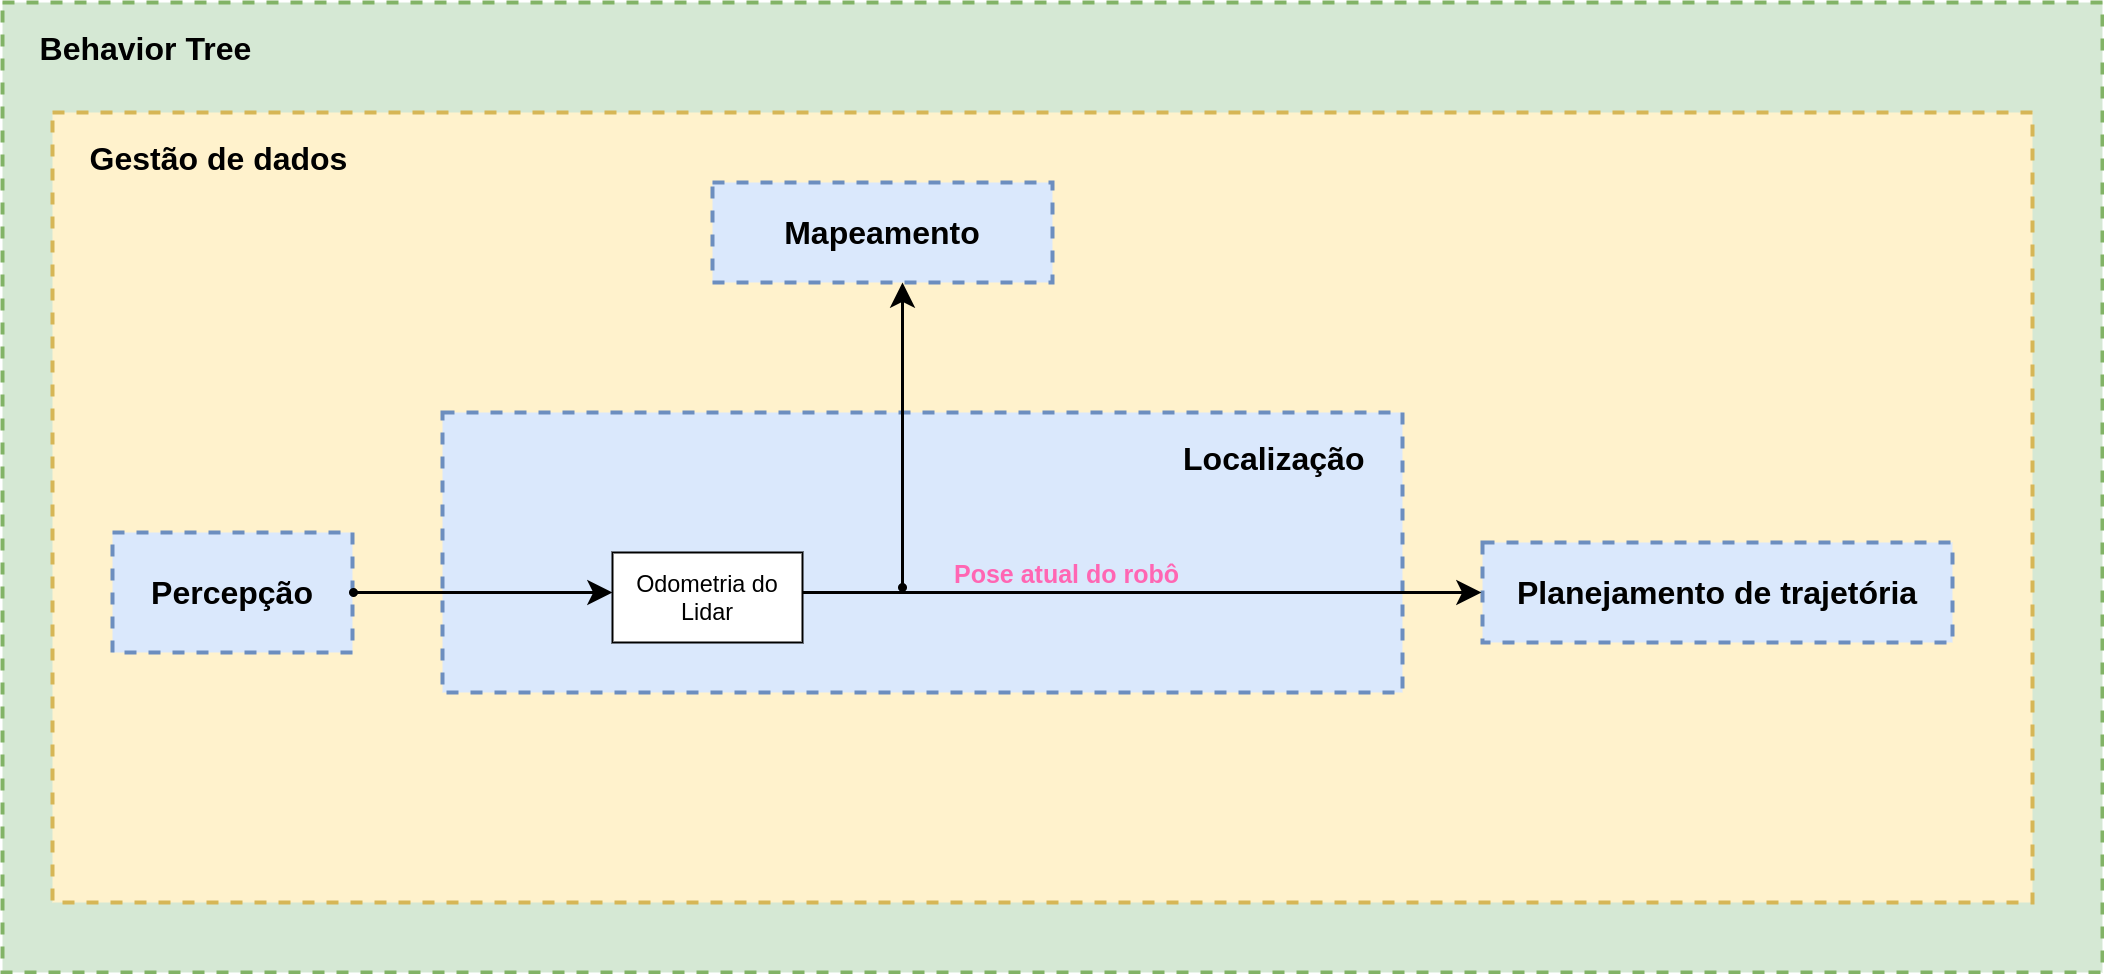 Behavior Tree
Gestão de dados
Mapeamento
Localização
Percepção
Odometria do
Lidar
Pose atual do robô
Planejamento de trajetória